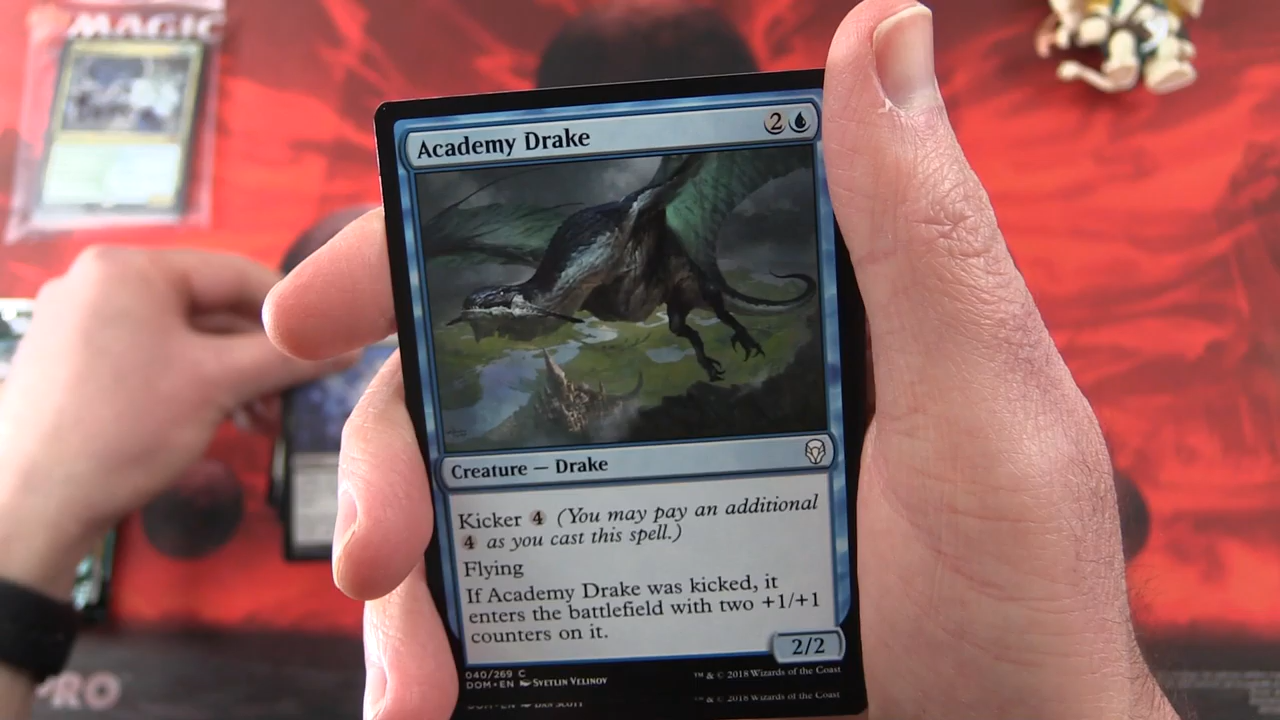 MAGIC
Academy Drake 2
Creature — Drake
Kicker 4 (You may pay an additional
4 as you cast this spell.)
Flying
If Academy Drake was kicked, it
enters the battlefield with two +1/+1
counters on it.
2/2
040/269 C
DOM • EN Svetlin Velinov
™ & © 2018 Wizards of the Coast
™ & © 2018 Wizards of the Coast
PRO